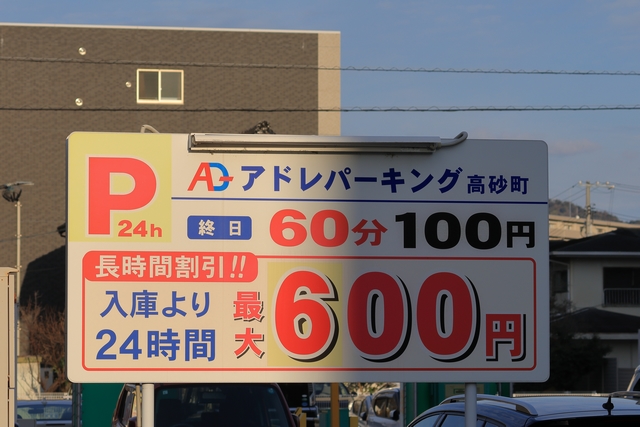 P
24h
AG アドレパーキング 高砂町
終日 60分 100円
長時間割引!!
入庫より
24時間
最大 600円